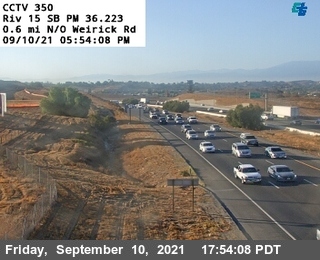 CCTV 350
Riv 15 SB PM 36.223
0.6 mi N/O Weirick Rd
09/10/21 05:54:08 PM
Friday, September 10, 2021 17:54:08 PDT